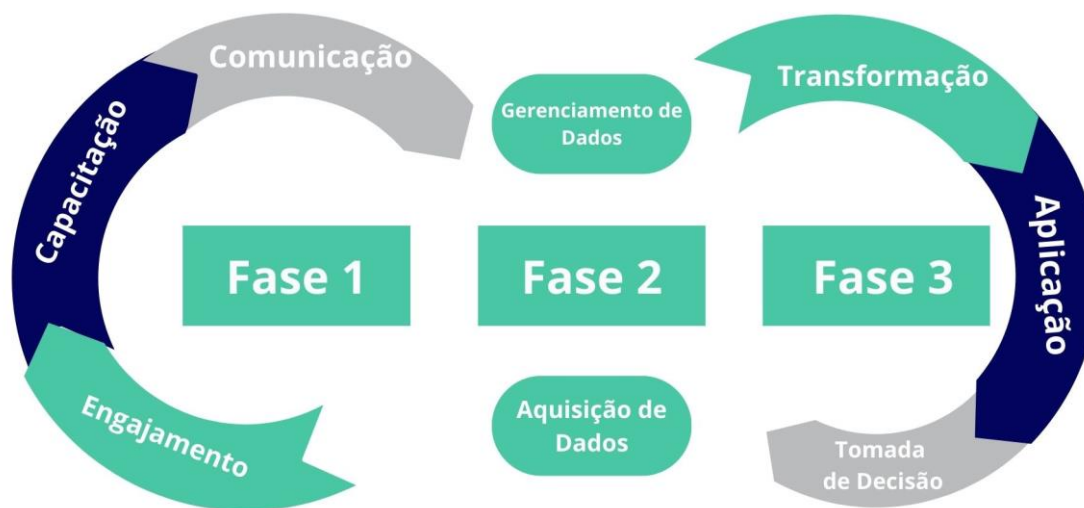 Comunicação
Capacitação
Engajamento
Fase 1
Gerenciamento de
Dados
Fase 2
Aquisição de
Dados
Transformação
Aplicação
Tomada
de Decisão
Fase 3